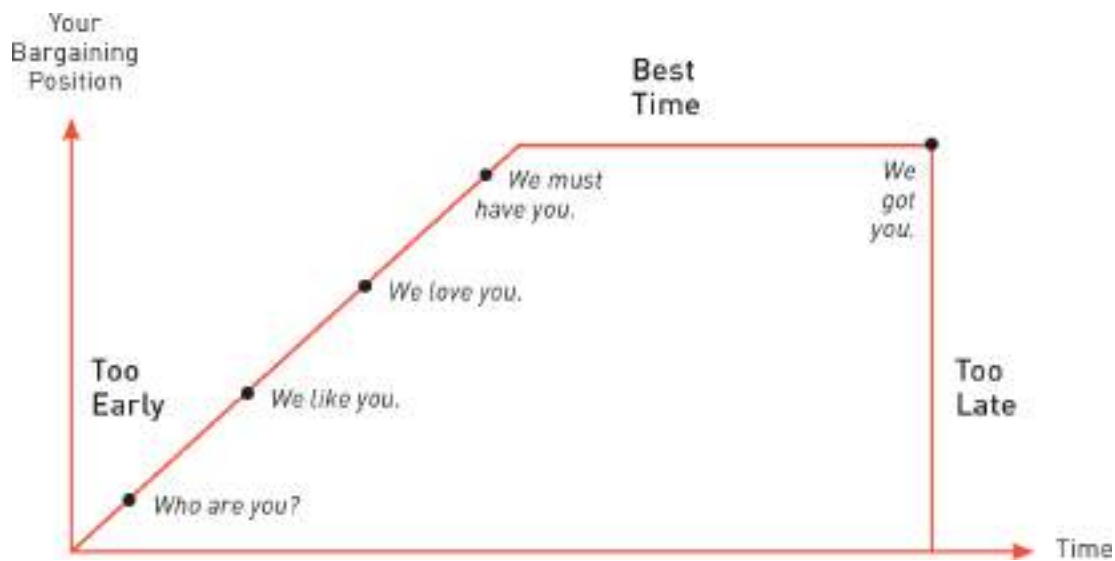 Your
Bargaining
Position
Best
Time
We must
have you.
We
got
you.
We love you.
Too
Early
We like you.
Too
Late
Who are you?
Time